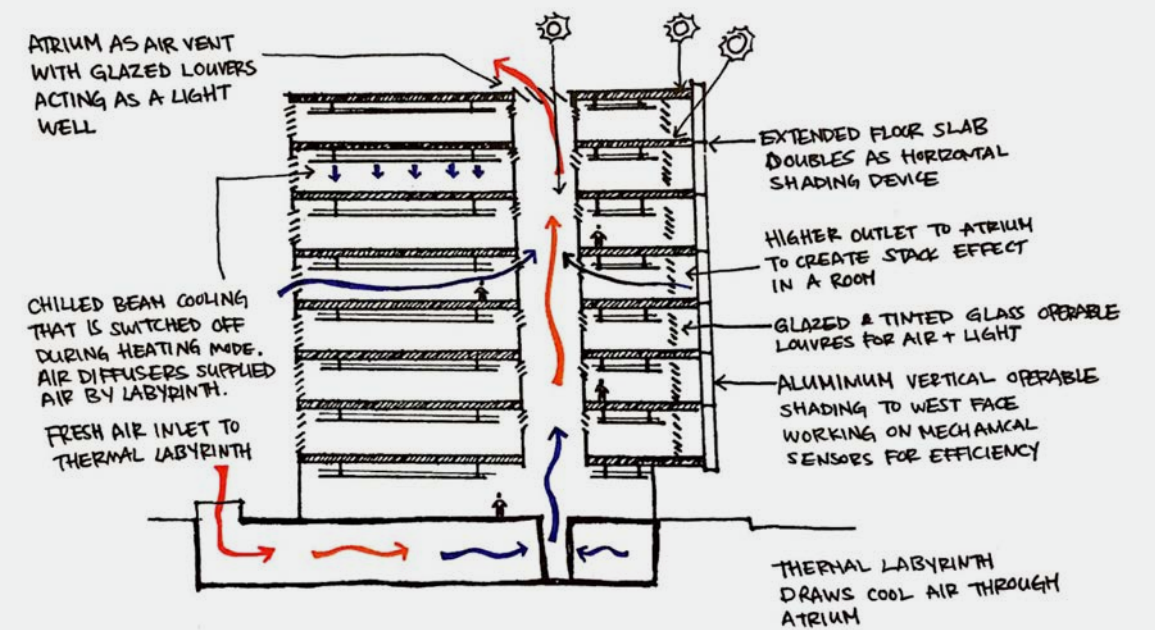 ATRIUM AS AIR VENT
WITH GLAZED LOUVERS
ACTING AS A LIGHT
WELL
CHILLED BEAM COOLING
THAT IS SWITCHED OFF
DURING HEATING MODE.
AIR DIFFUSERS SUPPLIED
AIR BY LABYRINTH.
FRESH AIR INLET TO
THERMAL LABYRINTH
EXTENDED FLOOR SLAB
DOUBLES AS HORIZONTAL
SHADING DEVICE
HIGHER OUTLET TO ATRIUM
TO CREATE STACK EFFECT
IN A ROOM
GLAZED & TINTED GLASS OPERABLE
LOUVRES FOR AIR + LIGHT
ALUMINUM VERTICAL OPERABLE
SHADING TO WEST FACE
WORKING ON MECHANICAL
SENSORS FOR EFFICIENCY
THERMAL LABYRINTH
DRAWS COOL AIR THROUGH
ATRIUM